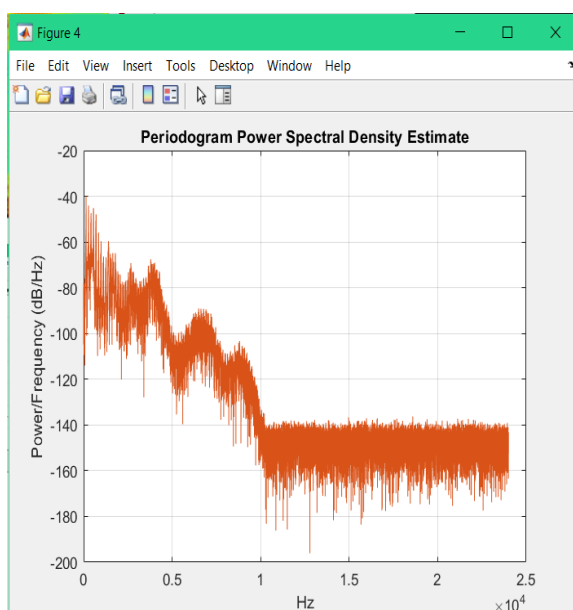 Figure 4
File Edit View Insert Tools Desktop Window Help
Periodogram Power Spectral Density Estimate
Power/Frequency (dB/Hz)
-20
-40
-60
-80
-100
-120
-140
-160
-180
-200
0 0.5 1 1.5 2 2.5
Hz
×10⁴